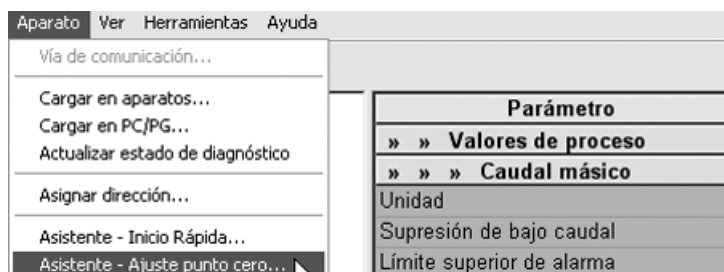 Aparato Ver Herramientas Ayuda
Vía de comunicación...
Cargar en aparatos...
Cargar en PC/PG...
Actualizar estado de diagnóstico
Asignar dirección...
Asistente - Inicio Rápida...
Asistente - Ajuste punto cero...
Parámetro
» » Valores de proceso
» » » Caudal másico
Unidad
Supresión de bajo caudal
Límite superior de alarma